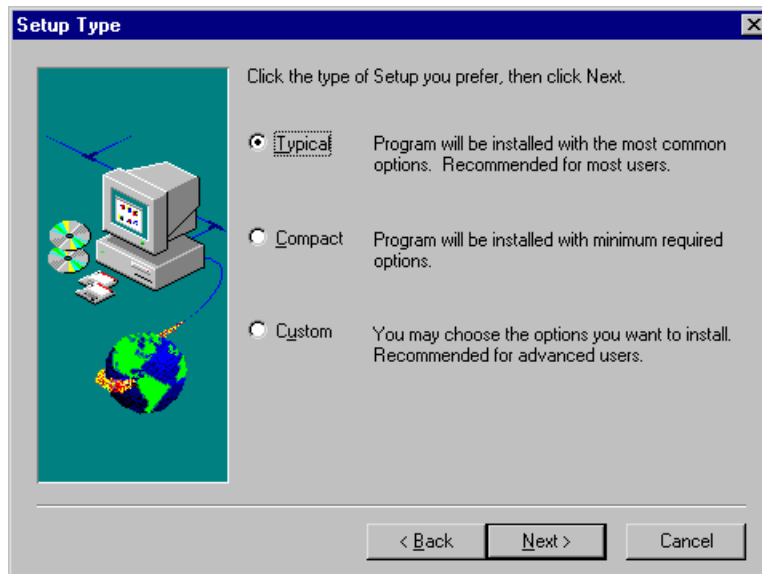 Setup Type
Click the type of Setup you prefer, then click Next.
Typical
Program will be installed with the most common
options.  Recommended for most users.
Compact
Program will be installed with minimum required
options.
Custom
You may choose the options you want to install.
Recommended for advanced users.
< Back
Next >
Cancel